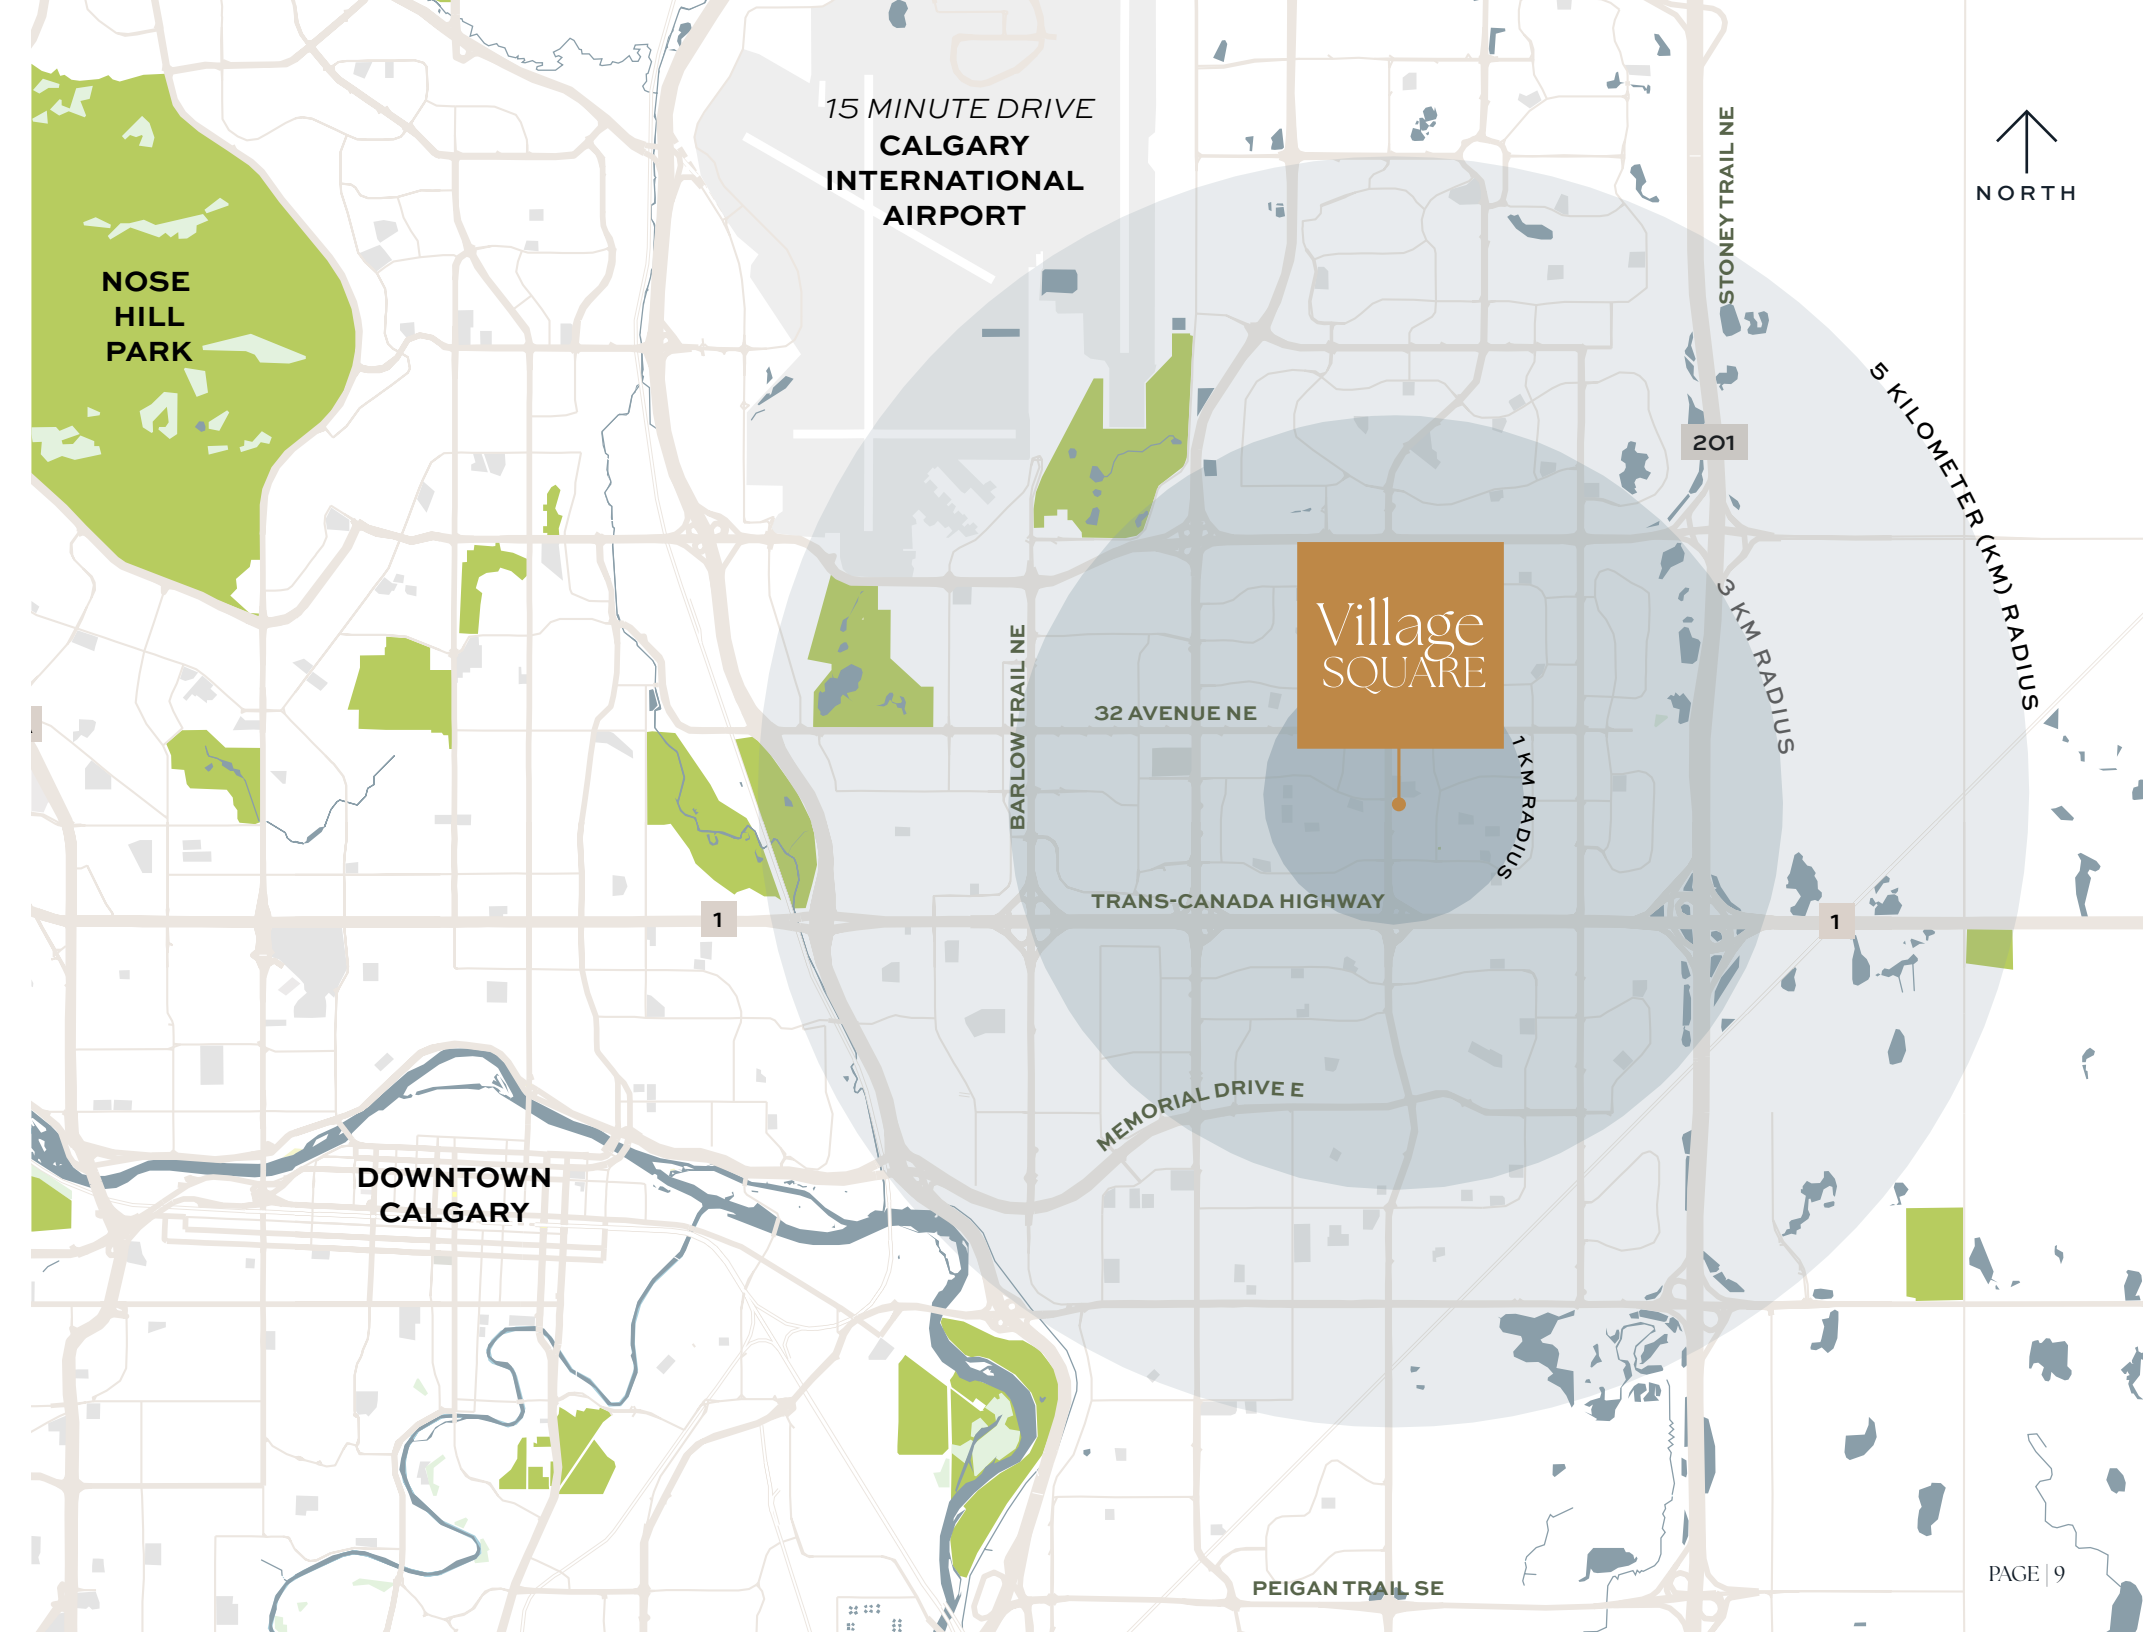 15 MINUTE DRIVE
CALGARY
INTERNATIONAL
AIRPORT
STONEY TRAIL NE
NORTH
NOSE
HILL
PARK
5 KILOMETER (KM) RADIUS
201
3 KM RADIUS
Village
SQUARE
BARLOW TRAIL NE
32 AVENUE NE
1 KM RADIUS
TRANS-CANADA HIGHWAY
1
1
MEMORIAL DRIVE E
DOWNTOWN
CALGARY
PEIGAN TRAIL SE
PAGE | 9